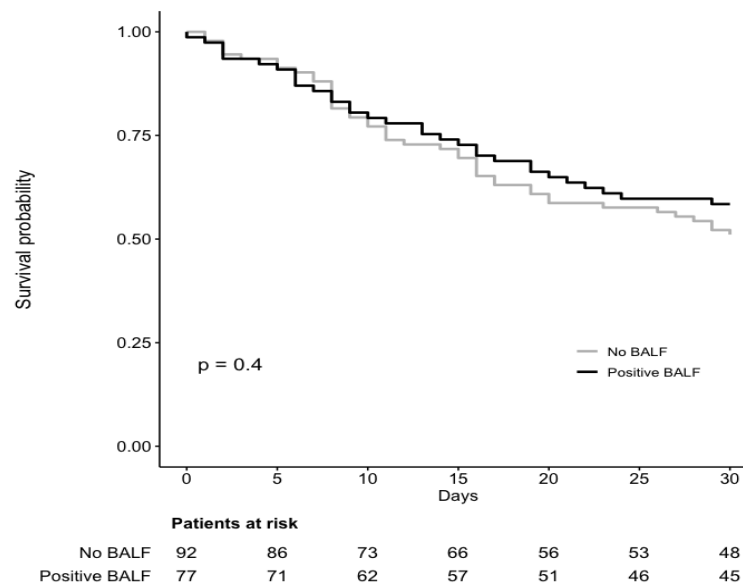 1.00
0.75
Survival probability
0.50
0.25
No BALF
p = 0.4
Positive BALF
0.00
0 5 10 15 20 25 30
Days
Patients at risk
No BALF 92 86 73 66 56 53 48
Positive BALF 77 71 62 57 51 46 45